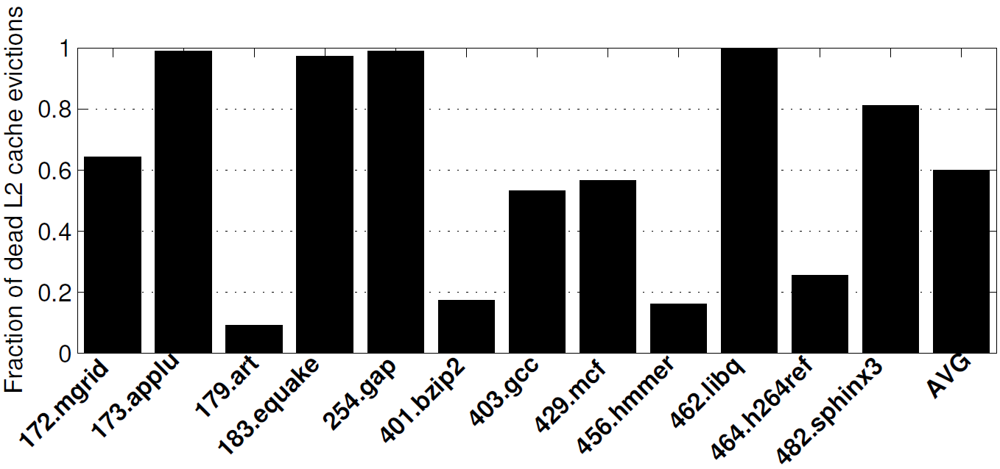 Fraction of dead L2 cache evictions
1
0.8
0.6
0.4
0.2
0
172.mgrid
173.applu
179.art
183.equake
254.gap
401.bzip2
403.gcc
429.mcf
456.hmmer
462.libq
464.h264ref
482.sphinx3
AVG